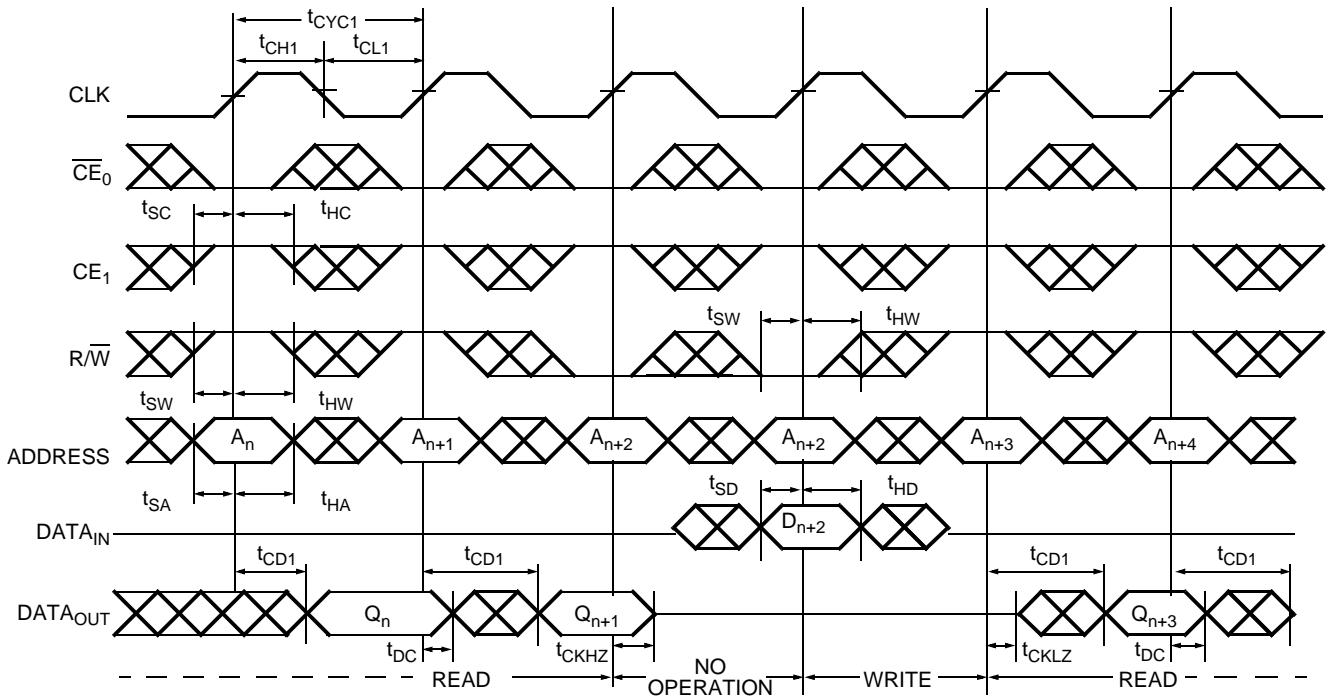 tCYC1
tCH1 tCL1
CLK
CE0
tSC tHC
CE1
tSW tHW
R/W
tSW tHW
ADDRESS An An+1 An+2 An+2 An+3 An+4
tSA tHA tSD tHD
DATAIN Dn+2
tCD1 tCD1 tCD1 tCD1
DATAOUT Qn Qn+1 Qn+3
tDC tCKHZ tCKLZ tDC
READ NO OPERATION WRITE READ